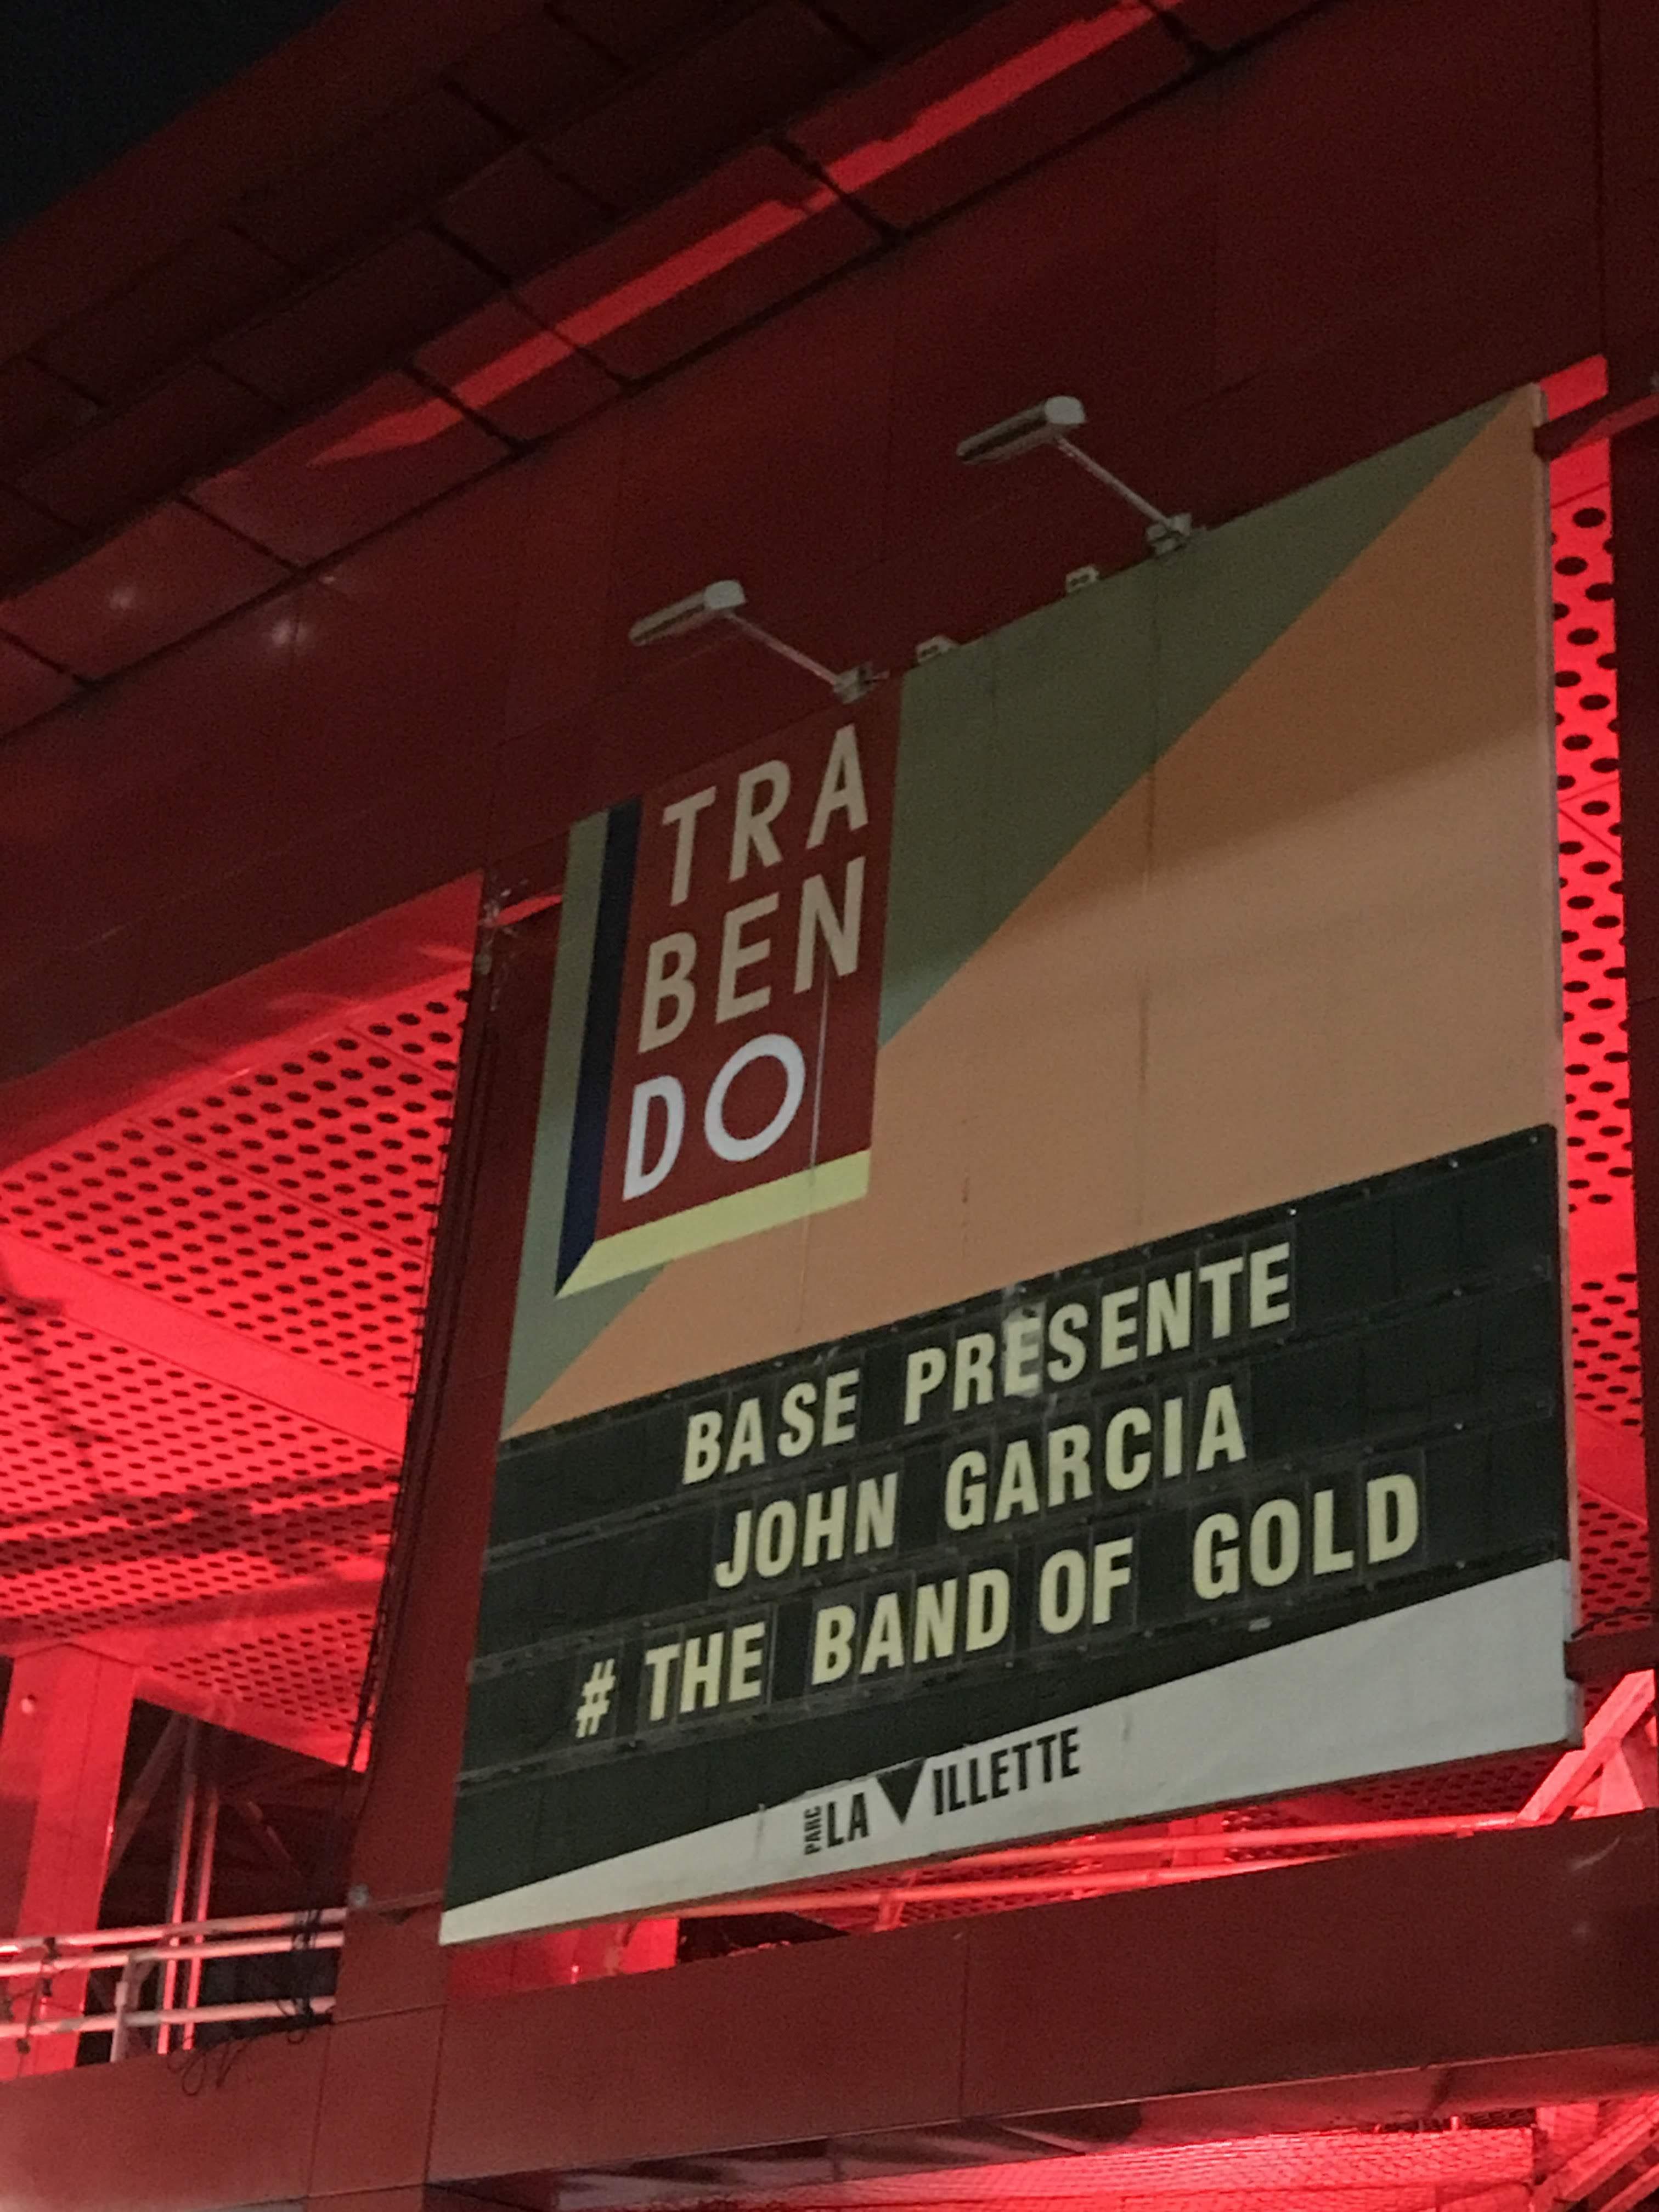 TRA
BEN
DO
BASE PRESENTE
JOHN GARCIA
# THE BAND OF GOLD
PARC
LA VILLETTE